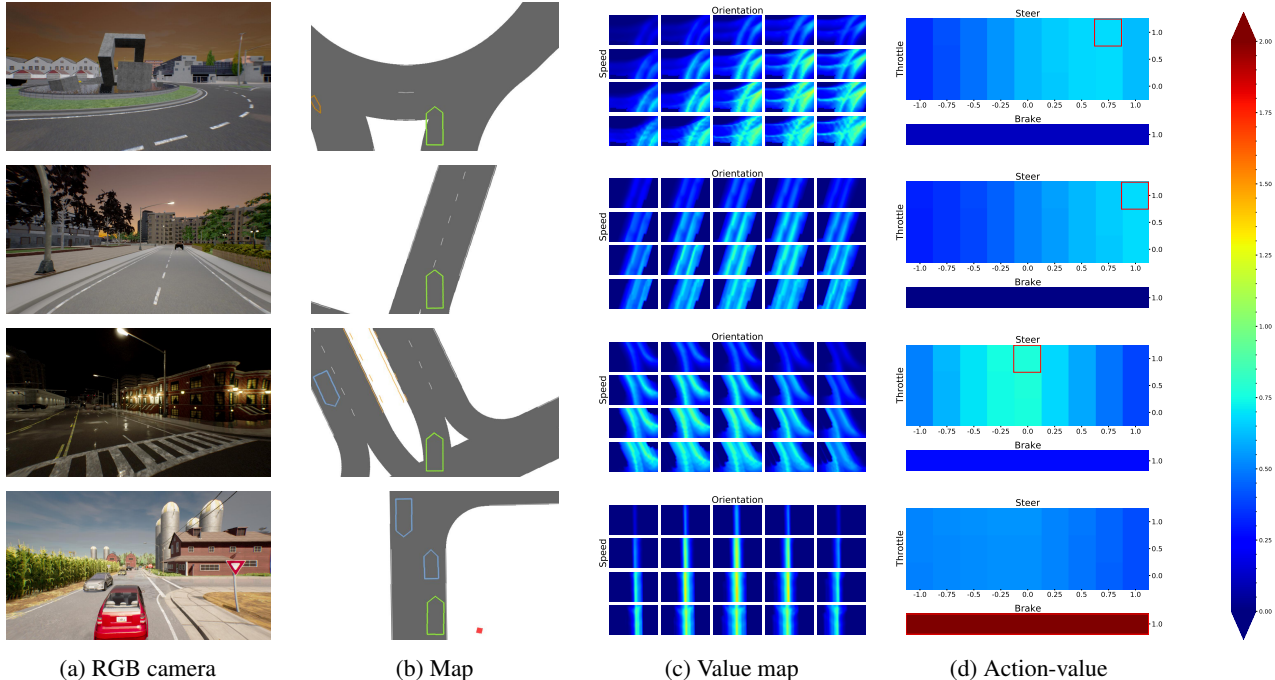 Orientation
Speed
Steer
Throttle
1.0
0.5
0.0
-1.0 -0.75 -0.5 -0.25 0.0 0.25 0.5 0.75 1.0
Brake
1.0
Orientation
Speed
Steer
Throttle
1.0
0.5
0.0
-1.0 -0.75 -0.5 -0.25 0.0 0.25 0.5 0.75 1.0
Brake
1.0
Orientation
Speed
Steer
Throttle
1.0
0.5
0.0
-1.0 -0.75 -0.5 -0.25 0.0 0.25 0.5 0.75 1.0
Brake
1.0
Orientation
Speed
Steer
Throttle
1.0
0.5
0.0
-1.0 -0.75 -0.5 -0.25 0.0 0.25 0.5 0.75 1.0
Brake
1.0
2.00
1.75
1.50
1.25
1.00
0.75
0.50
0.25
0.00
(a) RGB camera
(b) Map
(c) Value map
(d) Action-value